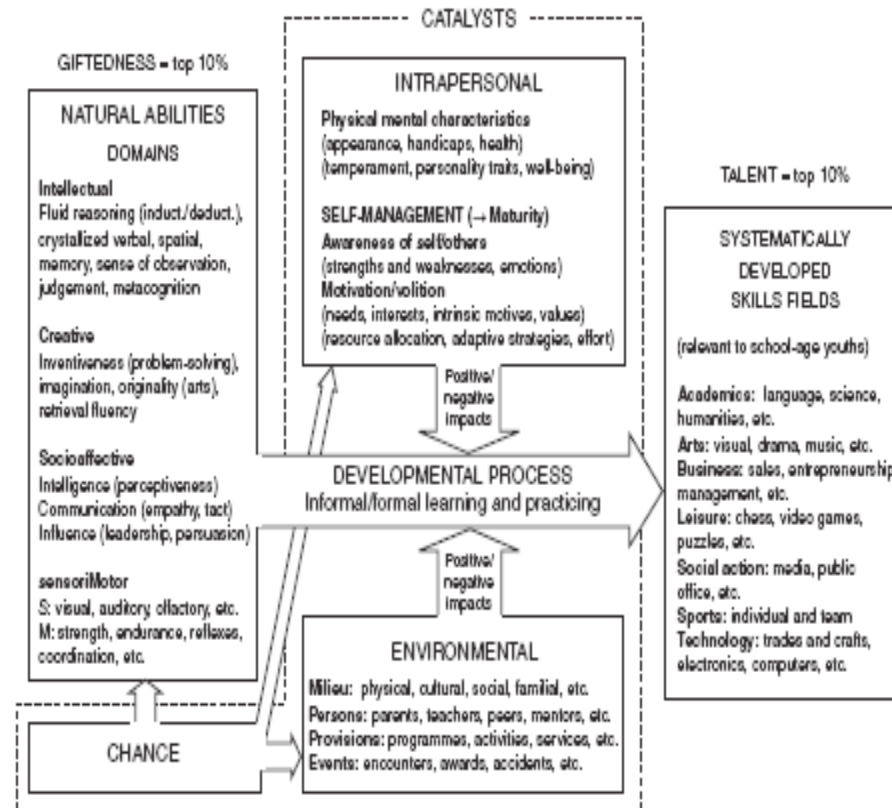 CATALYSTS
GIFTEDNESS = top 10%
NATURAL ABILITIES
DOMAINS
Intellectual
Fluid reasoning (induct./deduct.),
crystallized verbal, spatial,
memory, sense of observation,
judgement, metacognition
Creative
Inventiveness (problem-solving),
imagination, originality (arts),
retrieval fluency
Socioaffective
Intelligence (perceptiveness)
Communication (empathy, tact)
Influence (leadership, persuasion)
sensoriMotor
S: visual, auditory, olfactory, etc.
M: strength, endurance, reflexes,
coordination, etc.
CHANCE
INTRAPERSONAL
Physical mental characteristics
(appearance, handicaps, health)
(temperament, personality traits, well-being)
SELF-MANAGEMENT (→ Maturity)
Awareness of self/others
(strengths and weaknesses, emotions)
Motivation/volition
(needs, interests, intrinsic motives, values)
(resource allocation, adaptive strategies, effort)
Positive/
negative
impacts
DEVELOPMENTAL PROCESS
Informal/formal learning and practicing
Positive/
negative
impacts
ENVIRONMENTAL
Milieu: physical, cultural, social, familial, etc.
Persons: parents, teachers, peers, mentors, etc.
Provisions: programmes, activities, services, etc.
Events: encounters, awards, accidents, etc.
TALENT = top 10%
SYSTEMATICALLY
DEVELOPED
SKILLS FIELDS
(relevant to school-age youths)
Academics: language, science,
humanities, etc.
Arts: visual, drama, music, etc.
Business: sales, entrepreneurship
management, etc.
Leisure: chess, video games,
puzzles, etc.
Social action: media, public
office, etc.
Sports: individual and team
Technology: trades and crafts,
electronics, computers, etc.